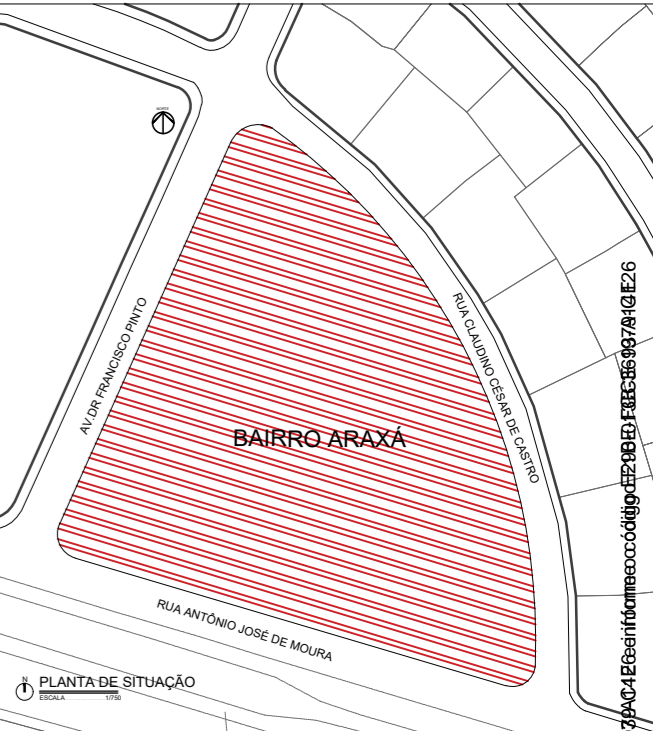 NORTE
AV.DR FRANCISCO PINTO
RUA CLAUDINO CÉSAR DE CASTRO
BAIRRO ARAXÁ
RUA ANTÔNIO JOSÉ DE MOURA
N
PLANTA DE SITUAÇÃO
ESCALA 1/750